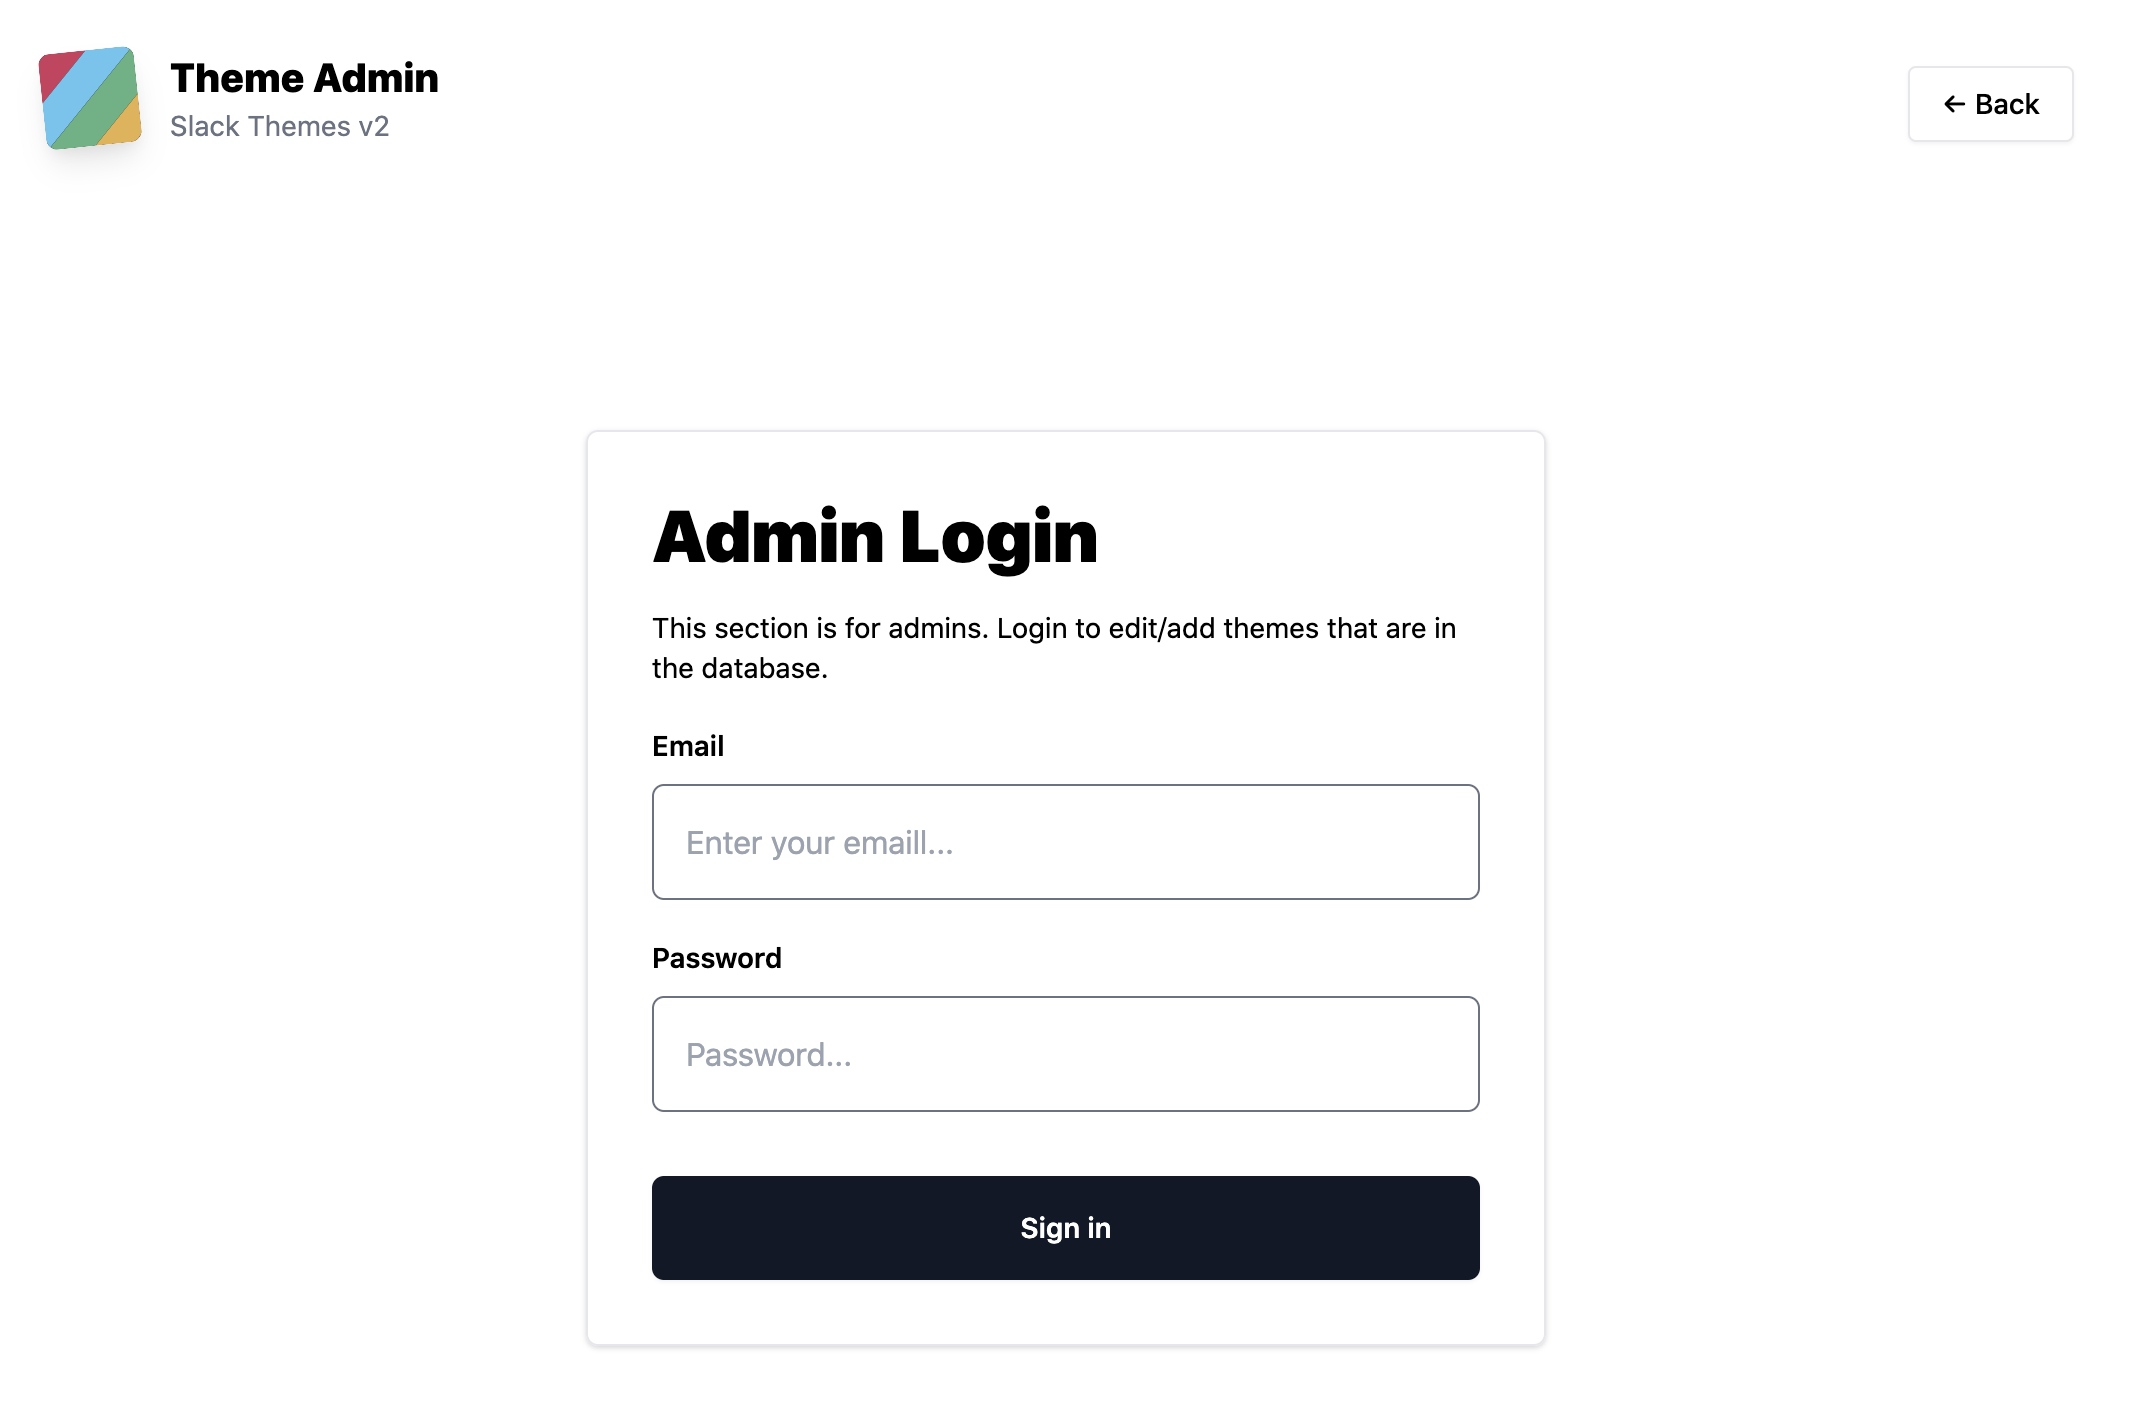 Theme Admin
Slack Themes v2
← Back
Admin Login
This section is for admins. Login to edit/add themes that are in
the database.
Email
Enter your emaill...
Password
Password...
Sign in